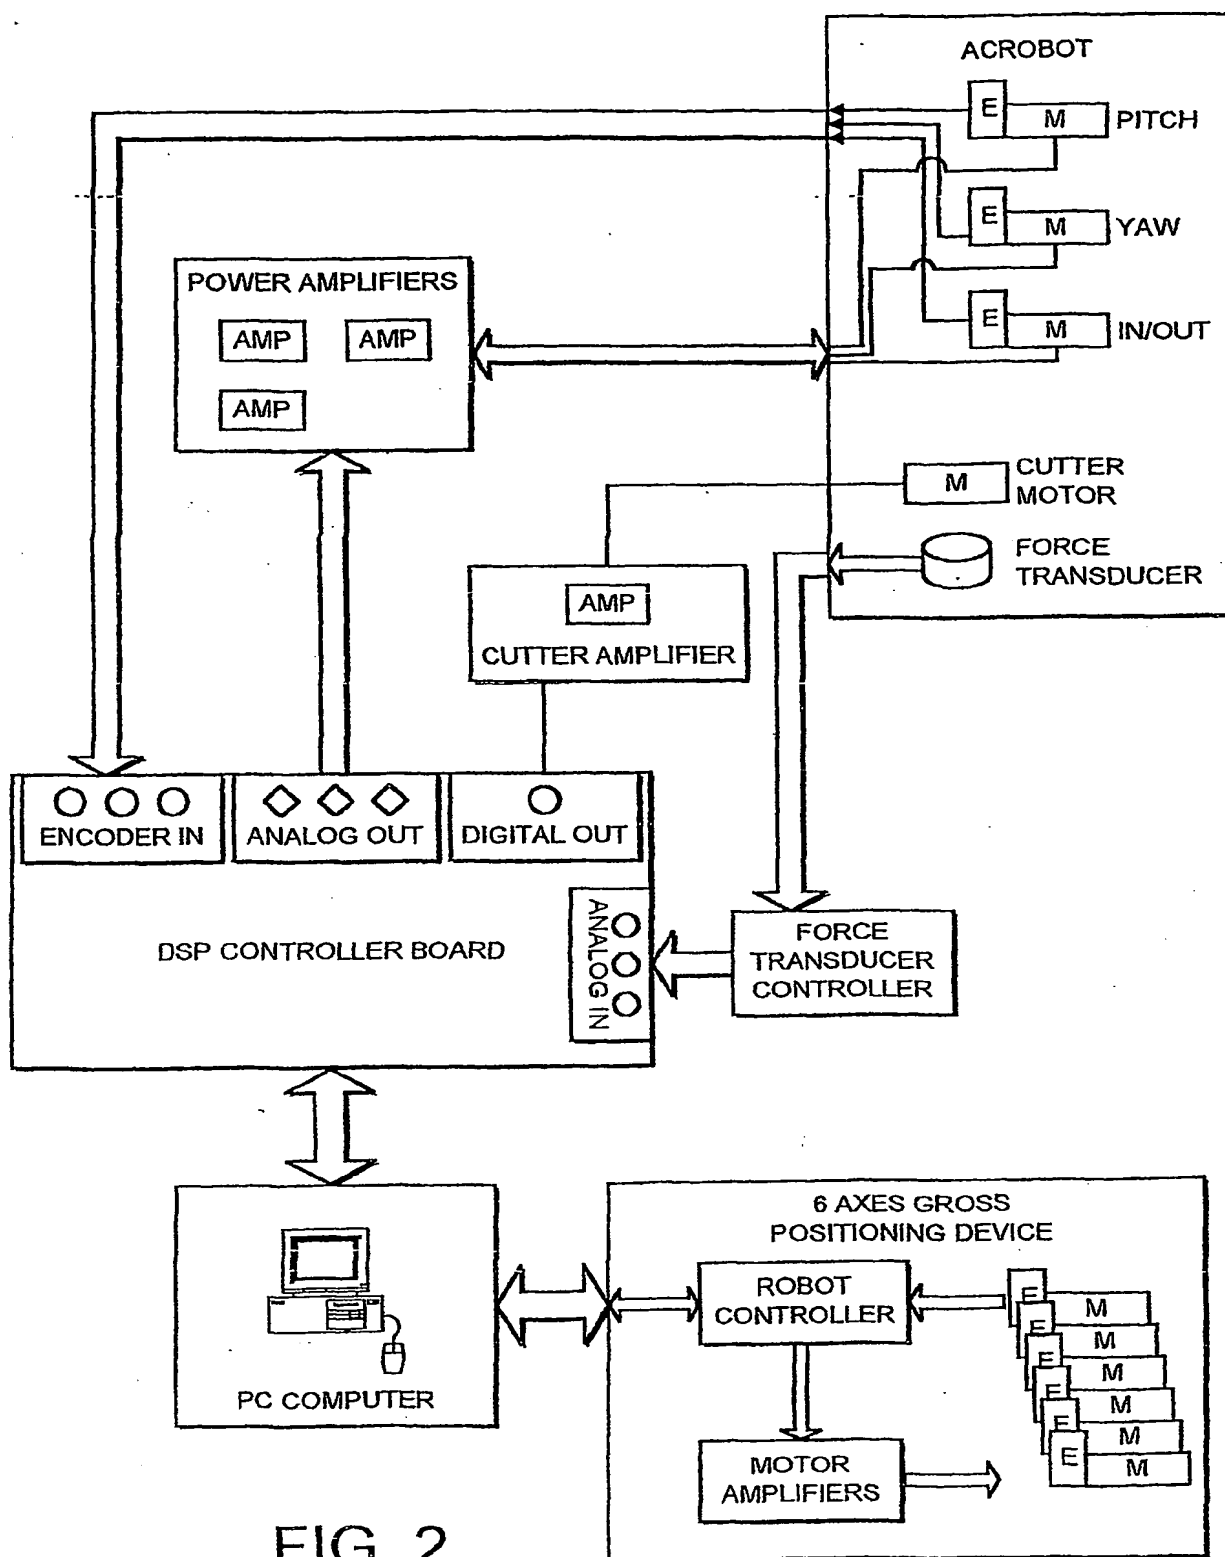 ACROBOT
E
M
PITCH
E
M
YAW
E
M
IN/OUT
POWER AMPLIFIERS
AMP
AMP
AMP
M
CUTTER
MOTOR
FORCE
TRANSDUCER
AMP
CUTTER AMPLIFIER
ENCODER IN
ANALOG OUT
DIGITAL OUT
ANALOG IN
DSP CONTROLLER BOARD
FORCE
TRANSDUCER
CONTROLLER
6 AXES GROSS
POSITIONING DEVICE
ROBOT
CONTROLLER
E
M
E
M
E
M
E
M
E
M
E
M
PC COMPUTER
MOTOR
AMPLIFIERS
FIG. 2